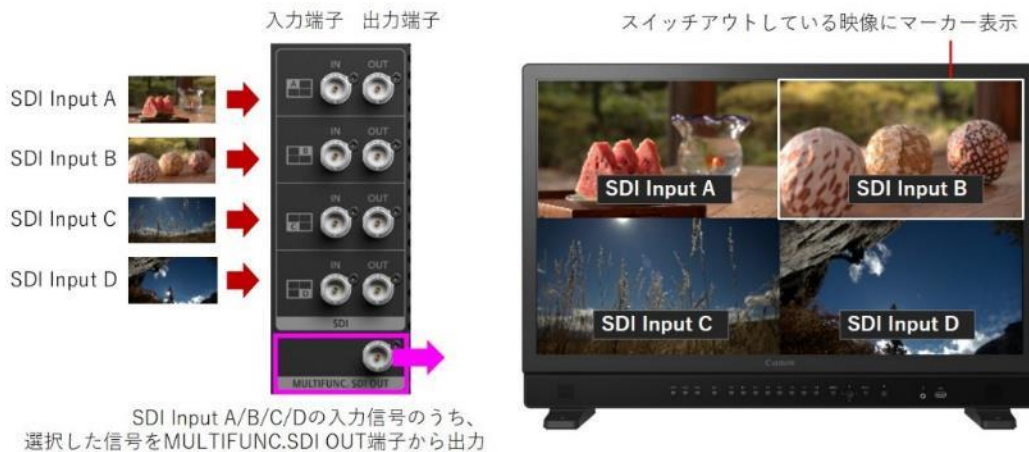 入力端子 出力端子
スイッチアウトしている映像にマーカー表示
SDI Input A
SDI Input B
SDI Input C
SDI Input D
IN OUT
A
IN OUT
B
IN OUT
C
IN OUT
D
SDI
MULTIFUNC. SDI OUT
SDI Input A/B/C/Dの入力信号のうち、
選択した信号をMULTIFUNC.SDI OUT端子から出力
SDI Input A
SDI Input B
SDI Input C
SDI Input D
Canon